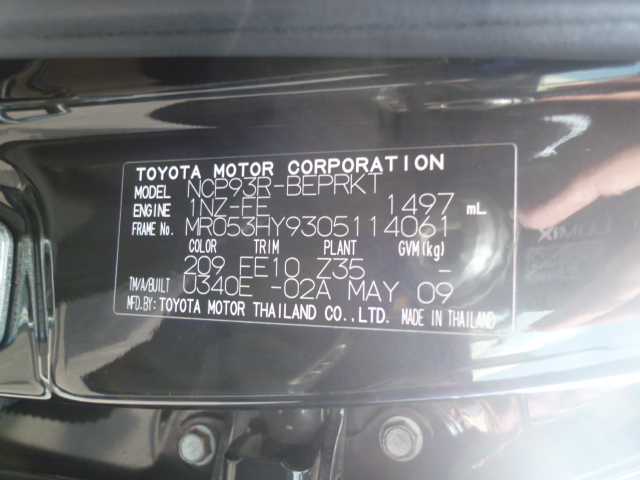 TOYOTA MOTOR CORPORATION
MODEL NCP93R-BEPRKT
ENGINE 1NZ-FE 1497 mL
FRAME No. MR053HY9305114061
COLOR TRIM PLANT GVM(kg)
209 FE10 Z35 -
TM/A/BUILT U340E -02A MAY 09
MFD.BY: TOYOTA MOTOR THAILAND CO.,LTD. MADE IN THAILAND